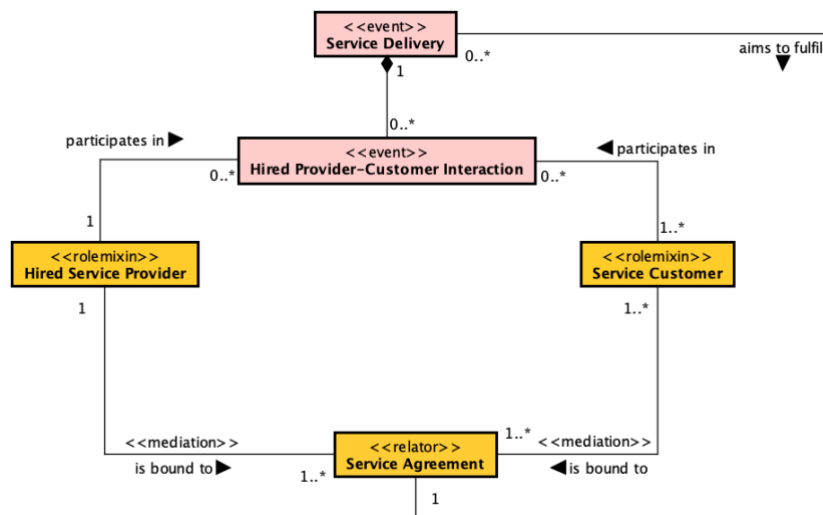 <<event>>
Service Delivery
0..*
aims to fulfil
1
0..*
participates in
<<event>>
Hired Provider-Customer Interaction
participates in
0..*
0..*
1
1..*
<<rolemixin>>
Hired Service Provider
<<rolemixin>>
Service Customer
1
1..*
<<mediation>>
is bound to
1..*
<<relator>>
Service Agreement
1..*
<<mediation>>
is bound to
1